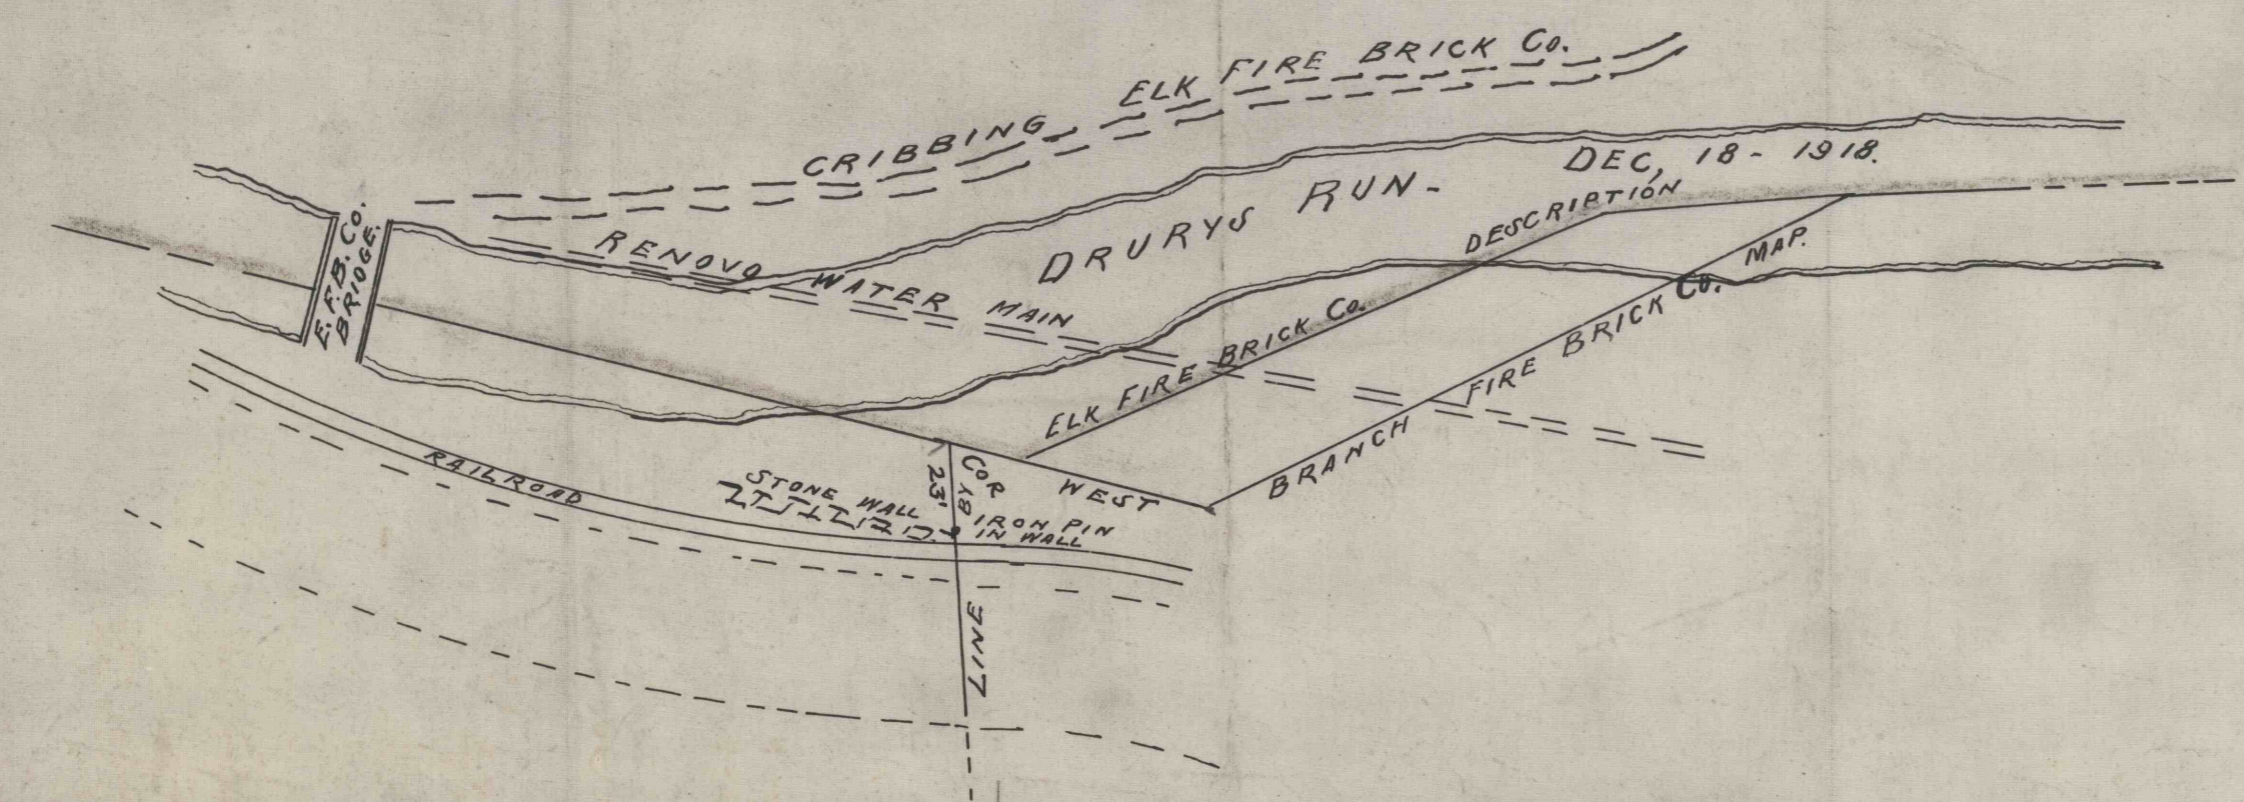 CRIBBING ELK FIRE BRICK Co.
DEC, 18 - 1918.
DRURYS RUN -
E. F. B. Co.
BRIDGE.
RENOVO WATER MAIN
ELK FIRE BRICK Co. DESCRIPTION
BRANCH FIRE BRICK Co. MAP.
RAILROAD
STONE WALL
23'
COR BY
IRON PIN
IN WALL
WEST
LINE